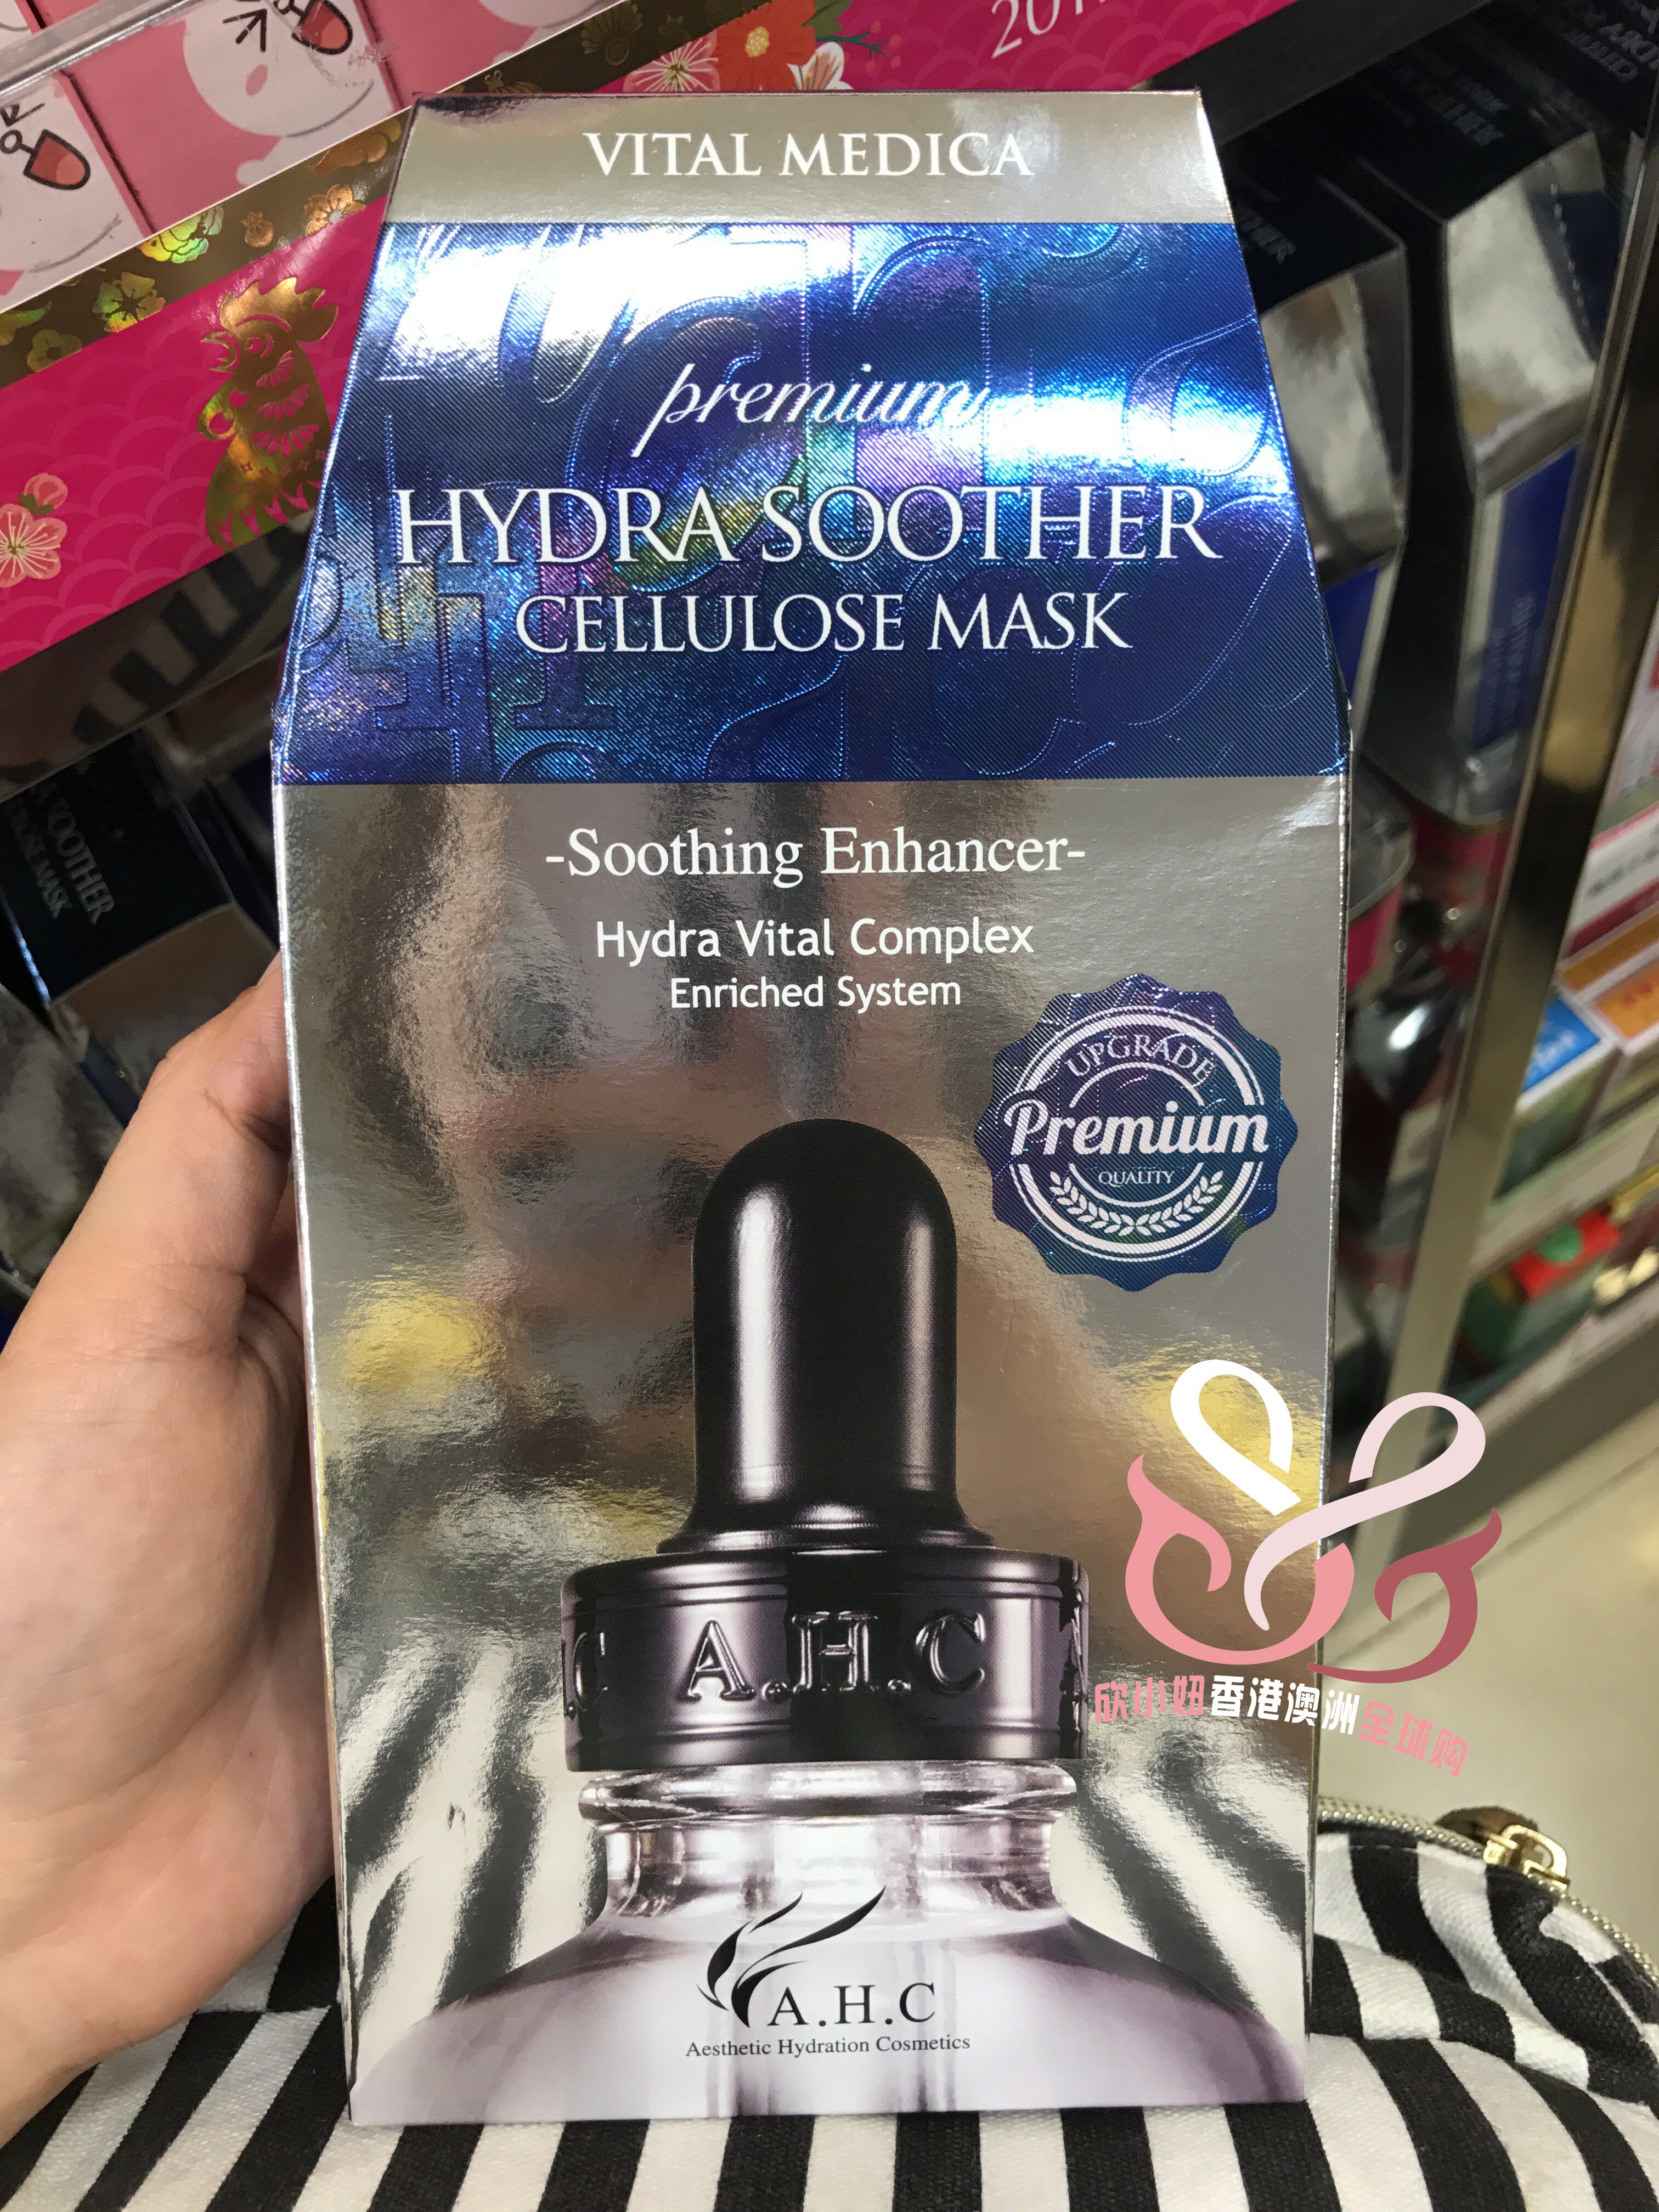 VITAL MEDICA
premium
HYDRA SOOTHER
CELLULOSE MASK
-Soothing Enhancer-
Hydra Vital Complex
Enriched System
UPGRADE
Premium
QUALITY
A.H.C
欣小妞香港澳洲全球购
A.H.C
Aesthetic Hydration Cosmetics
SOOTHER